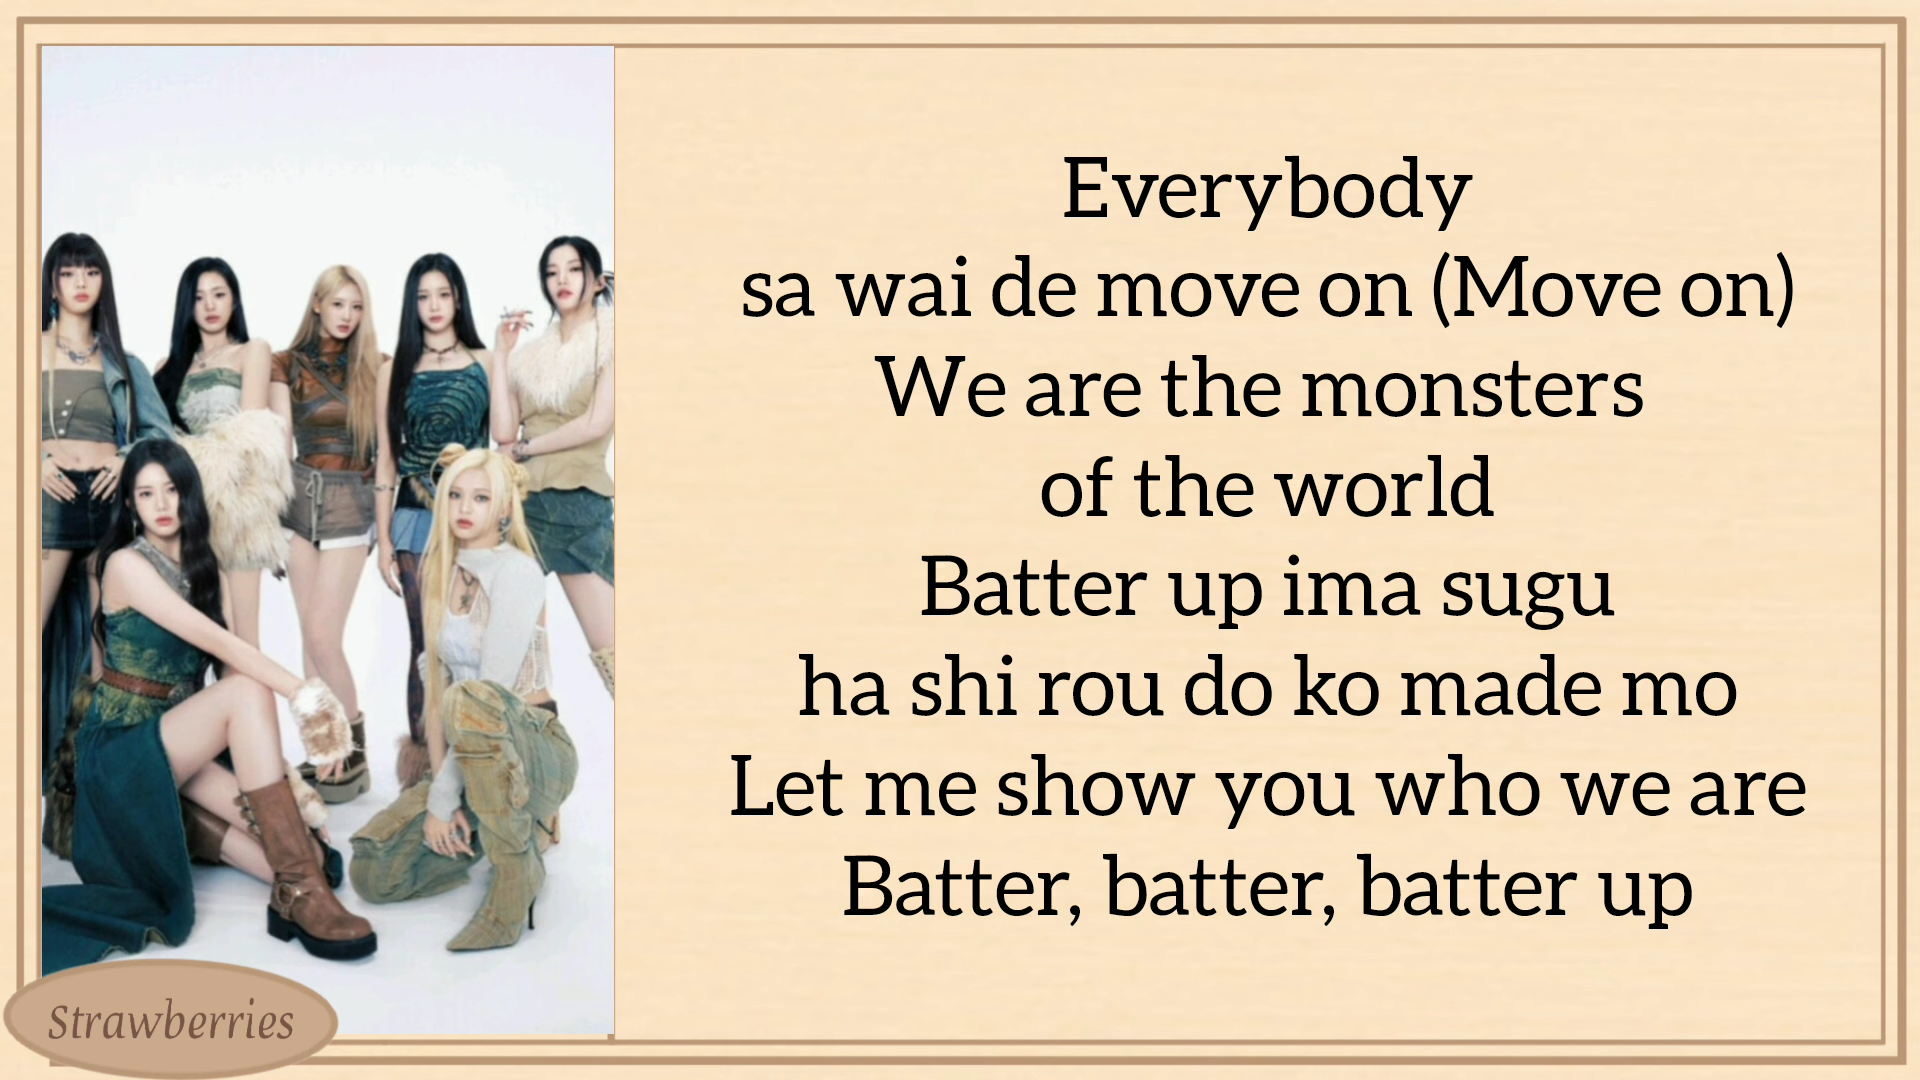 Everybody
sa wai de move on (Move on)
We are the monsters
of the world
Batter up ima sugu
ha shi rou do ko made mo
Let me show you who we are
Batter, batter, batter up
Strawberries